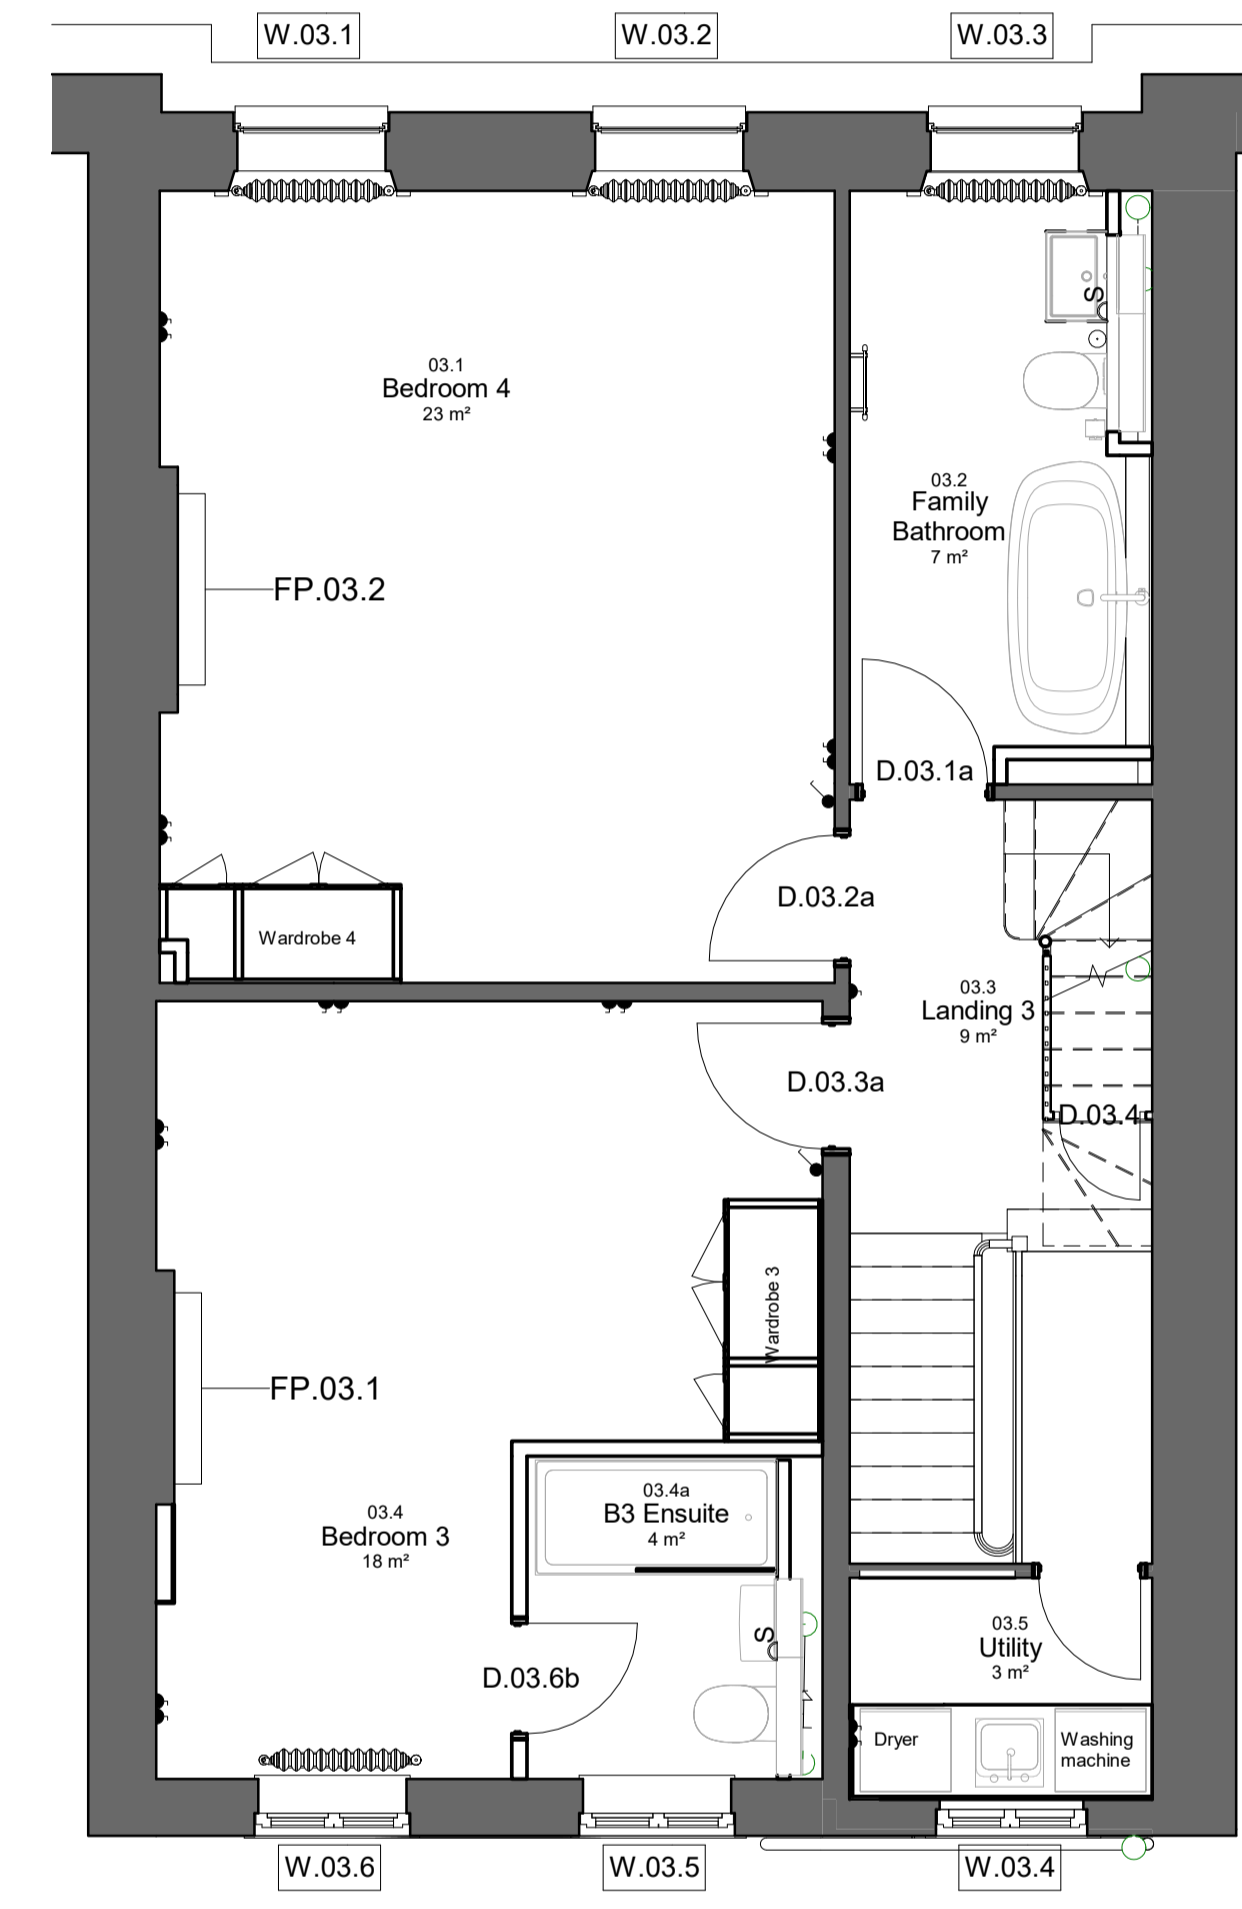 W.03.1
W.03.2
W.03.3
03.1
Bedroom 4
23 m²
S
03.2
Family
Bathroom
7 m²
FP.03.2
D.03.1a
D.03.2a
Wardrobe 4
03.3
Landing 3
9 m²
D.03.3a
D.03.4
Wardrobe 3
FP.03.1
03.4
Bedroom 3
18 m²
03.4a
B3 Ensuite
4 m²
S
D.03.6b
03.5
Utility
3 m²
Dryer
Washing
machine
W.03.6
W.03.5
W.03.4